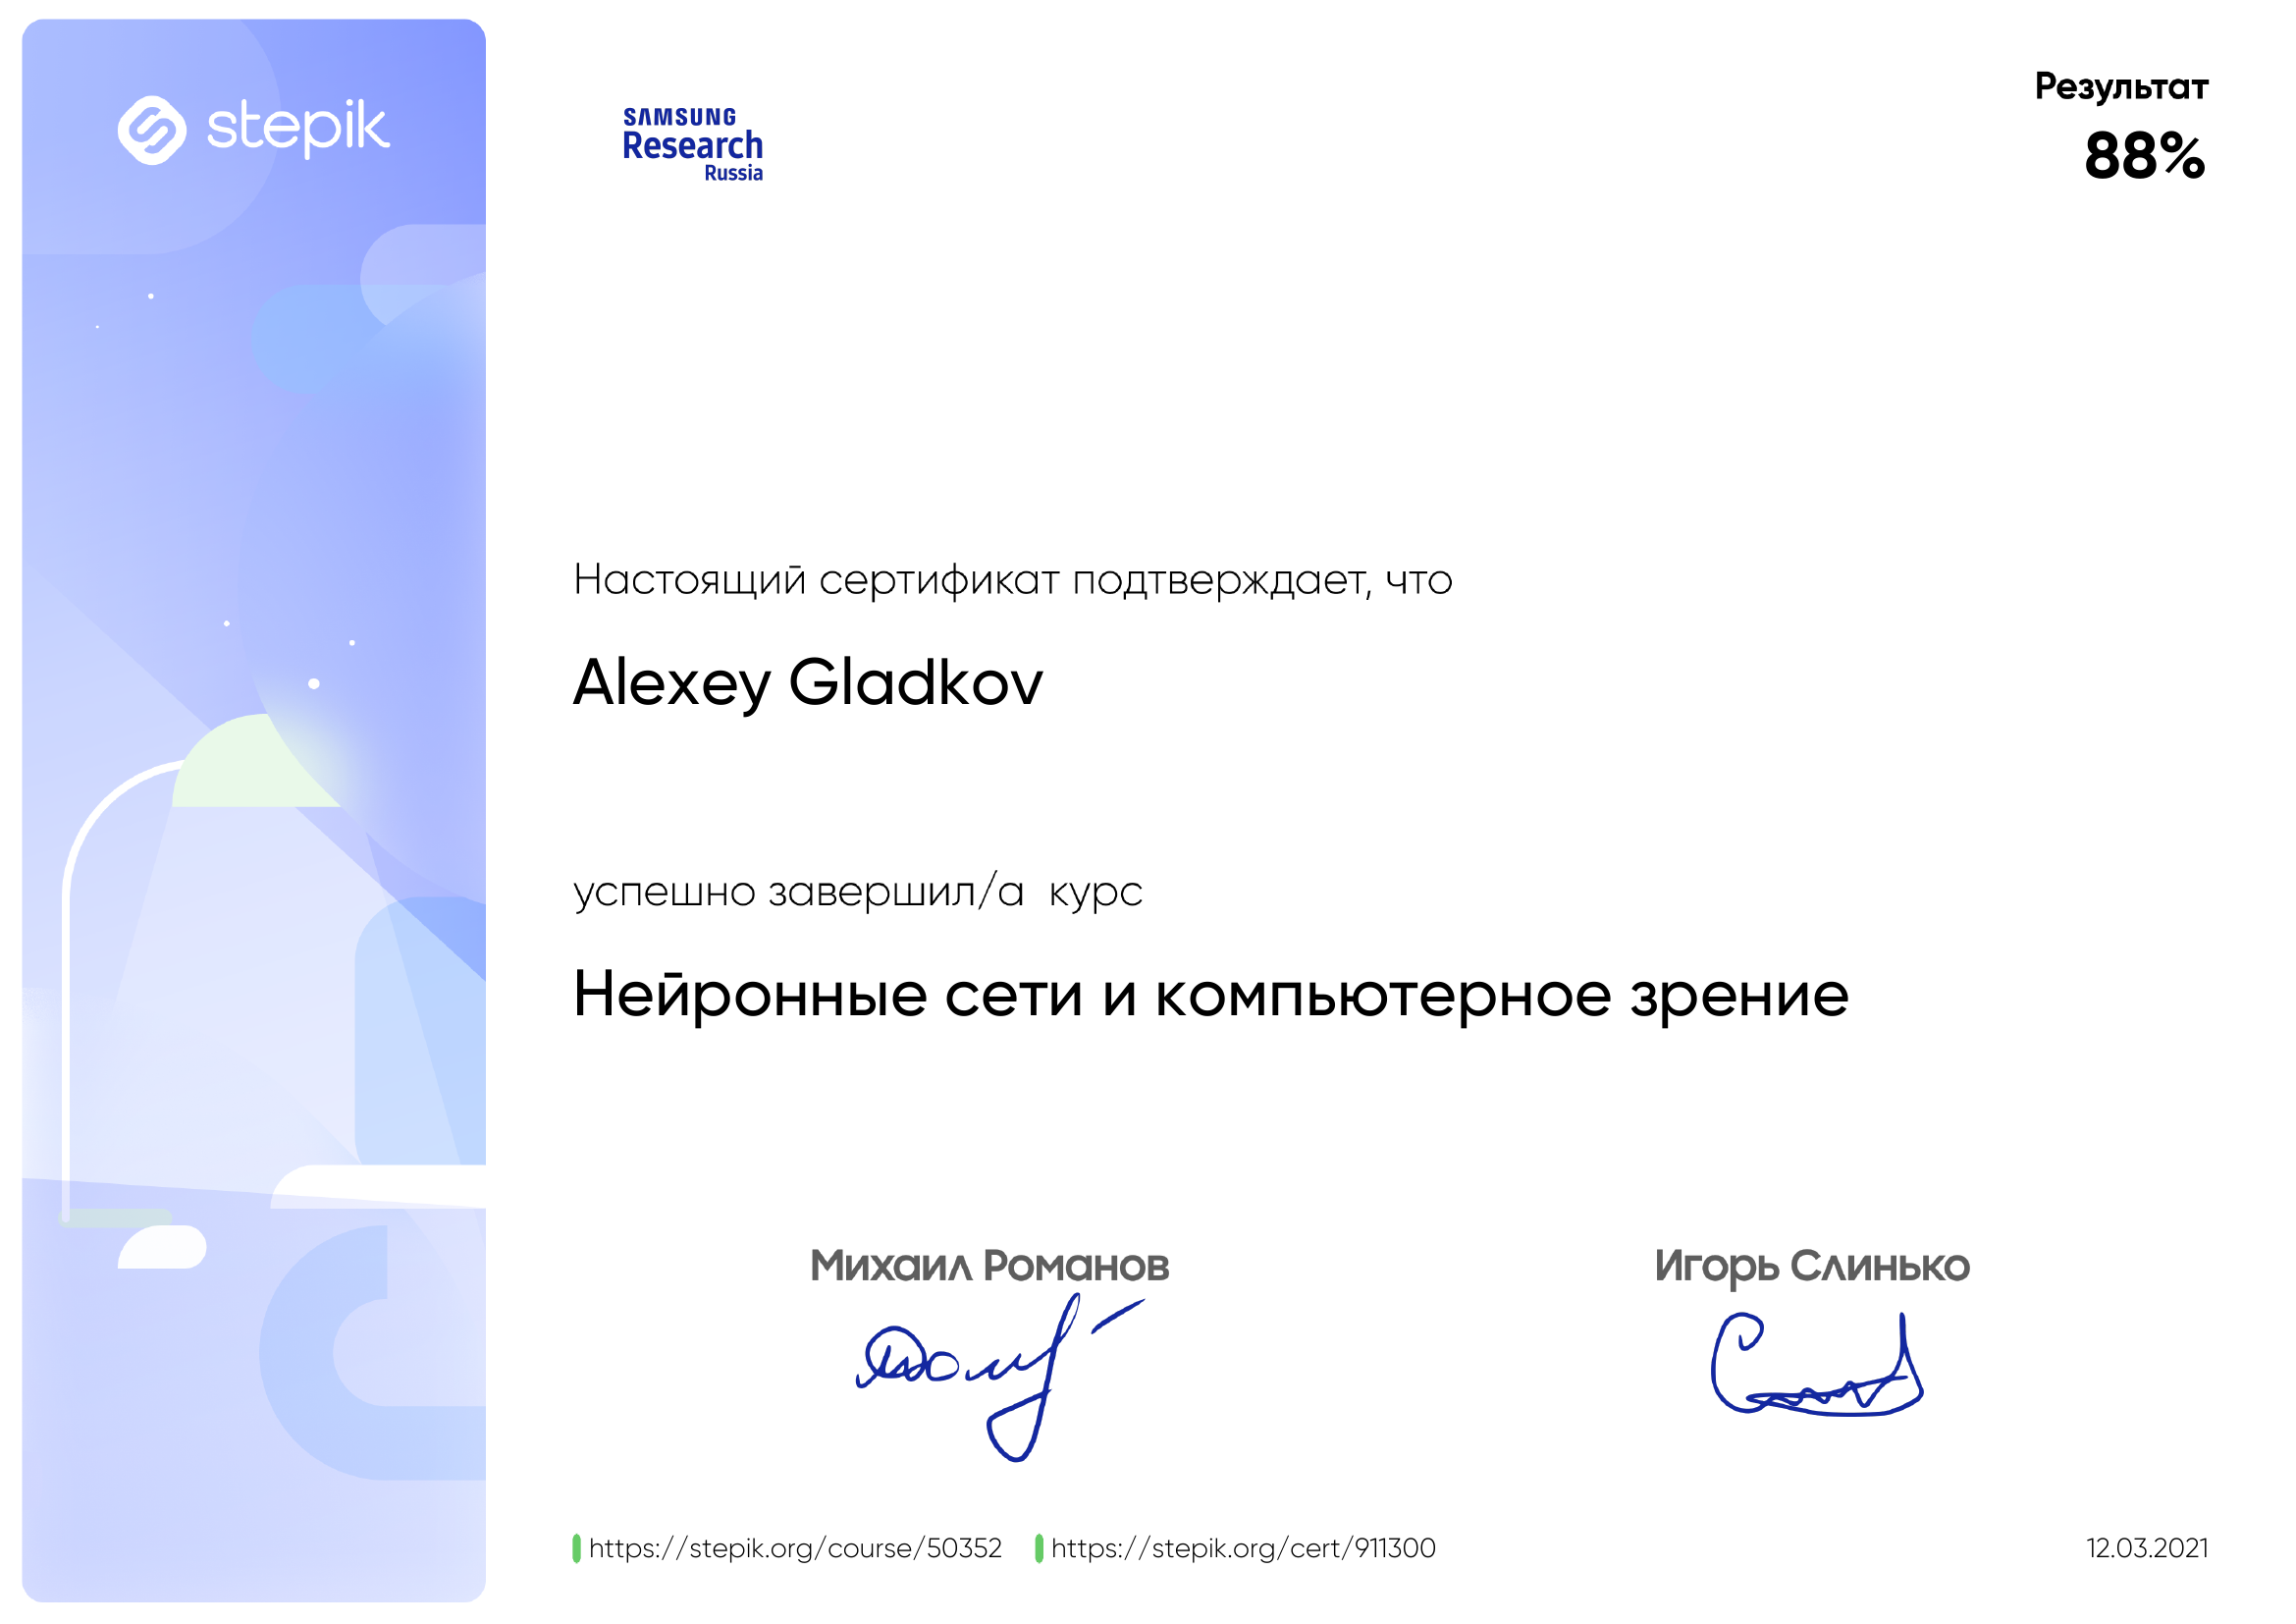 stepik
SAMSUNG
Research
Russia
Результат
88%
Настоящий сертификат подтверждает, что
Alexey Gladkov
успешно завершил/а курс
Нейронные сети и компьютерное зрение
Михаил Романов
Игорь Слинько
https://stepik.org/course/50352 https://stepik.org/cert/911300
12.03.2021